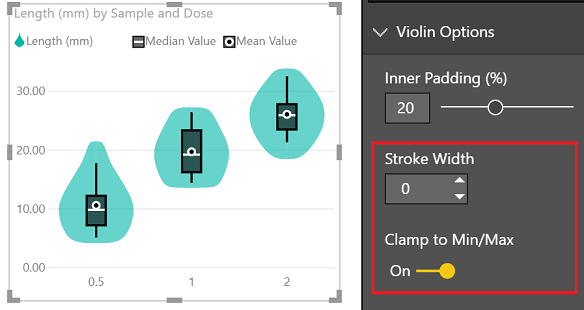 Length (mm) by Sample and Dose
Length (mm) Median Value Mean Value
30.00
20.00
10.00
0.00
0.5 1 2
Violin Options
Inner Padding (%)
20
Stroke Width
0
Clamp to Min/Max
On